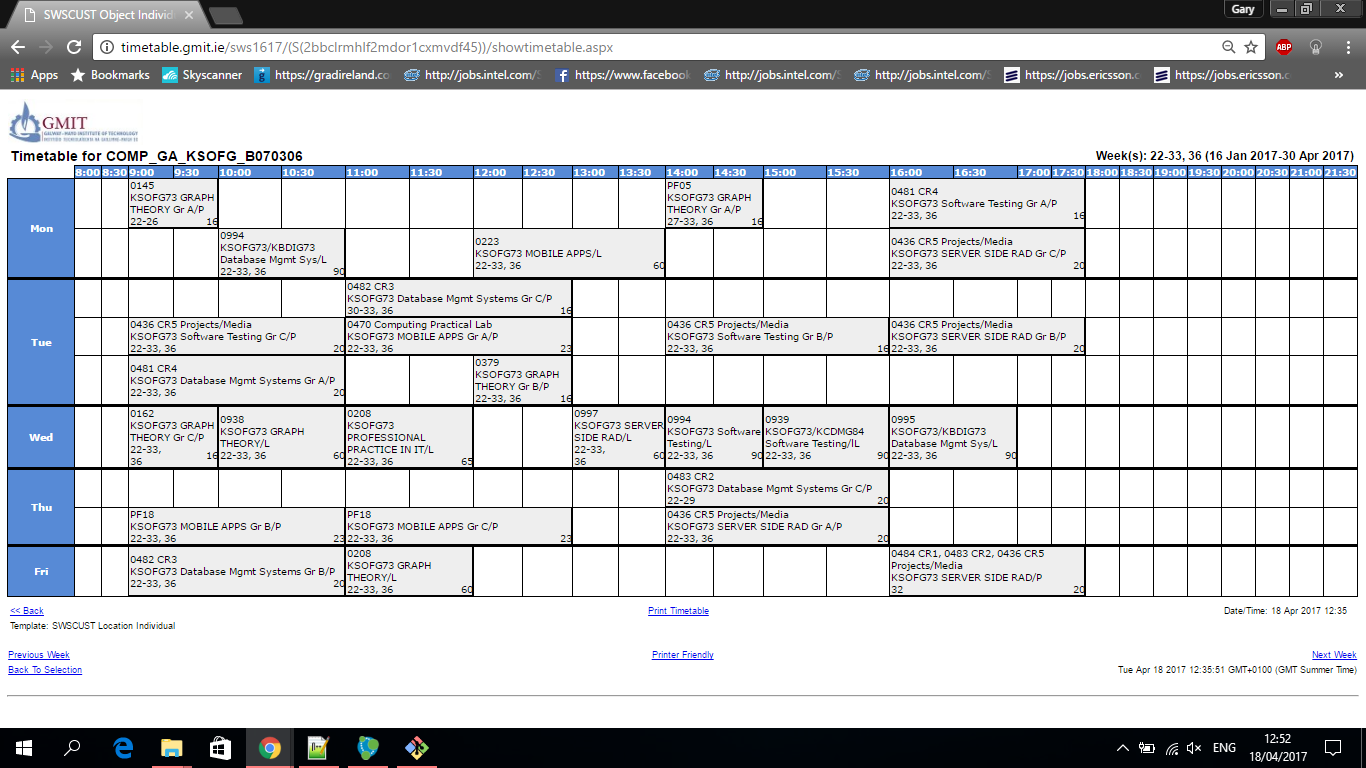 SWSCUST Object Individ
Gary
timetable.gmit.ie/sws1617/(S(2bbclrmhlf2mdor1cxmvdf45))/showtimetable.aspx
ABP
Apps
Bookmarks
Skyscanner
https://gradireland.co
http://jobs.intel.com/S
https://www.facebook
http://jobs.intel.com/S
http://jobs.intel.com/S
https://jobs.ericsson.c
https://jobs.ericsson.c
»
GMIT
GALWAY-MAYO INSTITUTE OF TECHNOLOGY
Timetable for COMP_GA_KSOFG_B070306
Week(s): 22-33, 36 (16 Jan 2017-30 Apr 2017)
8:00 8:30 9:00 9:30 10:00 10:30 11:00 11:30 12:00 12:30 13:00 13:30 14:00 14:30 15:00 15:30 16:00 16:30 17:00 17:30 18:00 18:30 19:00 19:30 20:00 20:30 21:00 21:30
Mon
0145
KSOFG73 GRAPH
THEORY Gr A/P
22-26 16
PF05
KSOFG73 GRAPH
THEORY Gr A/P
27-33, 36 16
0481 CR4
KSOFG73 Software Testing Gr A/P
22-33, 36 16
0994
KSOFG73/KBDIG73
Database Mgmt Sys/L
22-33, 36 90
0223
KSOFG73 MOBILE APPS/L
22-33, 36 60
0436 CR5 Projects/Media
KSOFG73 SERVER SIDE RAD Gr C/P
22-33, 36 20
Tue
0482 CR3
KSOFG73 Database Mgmt Systems Gr C/P
30-33, 36 16
0436 CR5 Projects/Media
KSOFG73 Software Testing Gr C/P
22-33, 36 20
0470 Computing Practical Lab
KSOFG73 MOBILE APPS Gr A/P
22-33, 36 23
0436 CR5 Projects/Media
KSOFG73 Software Testing Gr B/P
22-33, 36 16
0436 CR5 Projects/Media
KSOFG73 SERVER SIDE RAD Gr B/P
22-33, 36 20
0481 CR4
KSOFG73 Database Mgmt Systems Gr A/P
22-33, 36 20
0379
KSOFG73 GRAPH
THEORY Gr B/P
22-33, 36 16
Wed
0162
KSOFG73 GRAPH
THEORY Gr C/P
22-33,
36 16
0938
KSOFG73 GRAPH
THEORY/L
22-33, 36 60
0208
KSOFG73
PROFESSIONAL
PRACTICE IN IT/L
22-33, 36 65
0997
KSOFG73 SERVER
SIDE RAD/L
22-33,
36 60
0994
KSOFG73 Software
Testing/L
22-33, 36 90
0939
KSOFG73/KCDMG84
Software Testing/lL
22-33, 36 90
0995
KSOFG73/KBDIG73
Database Mgmt Sys/L
22-33, 36 90
Thu
0483 CR2
KSOFG73 Database Mgmt Systems Gr C/P
22-29 20
PF18
KSOFG73 MOBILE APPS Gr B/P
22-33, 36 23
PF18
KSOFG73 MOBILE APPS Gr C/P
22-33, 36 23
0436 CR5 Projects/Media
KSOFG73 SERVER SIDE RAD Gr A/P
22-33, 36 20
Fri
0482 CR3
KSOFG73 Database Mgmt Systems Gr B/P
22-33, 36 20
0208
KSOFG73 GRAPH
THEORY/L
22-33, 36 60
0484 CR1, 0483 CR2, 0436 CR5
Projects/Media
KSOFG73 SERVER SIDE RAD/P
32 20
<< Back
Print Timetable
Date/Time: 18 Apr 2017 12:35
Template: SWSCUST Location Individual
Previous Week
Printer Friendly
Next Week
Back To Selection
Tue Apr 18 2017 12:35:51 GMT+0100 (GMT Summer Time)
ENG
12:52
18/04/2017